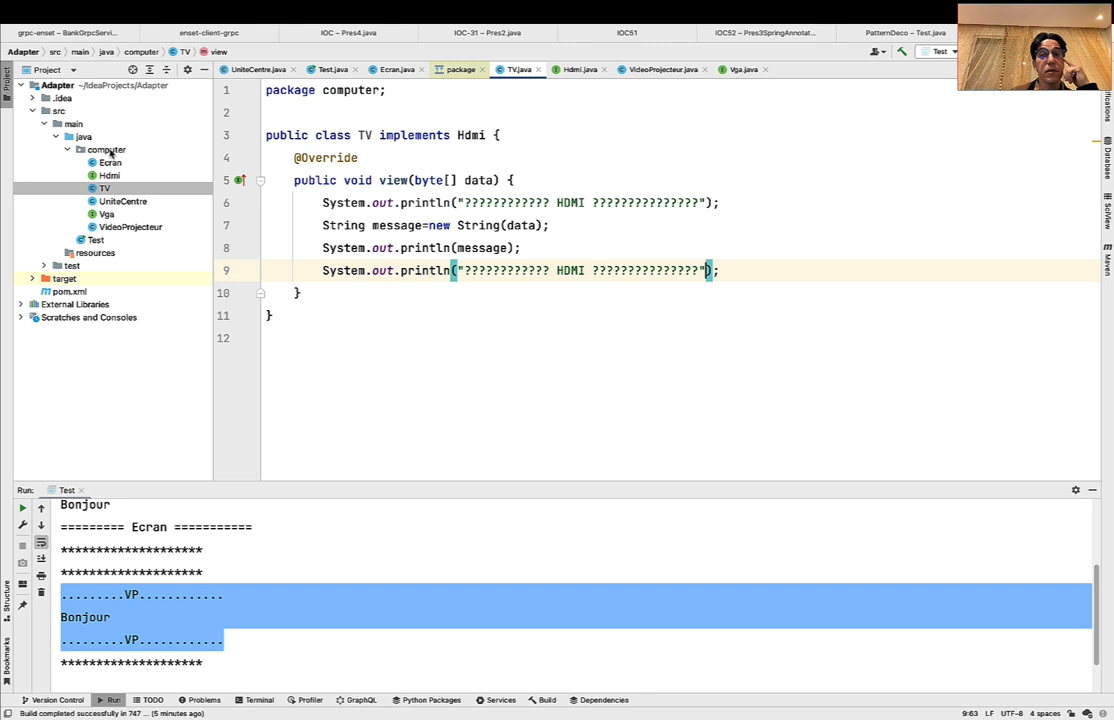 grpc-enset – BankGrpcServi...
enset-client-grpc
IOC – Pres4.java
IOC-31 – Pres2.java
IOC51
IOC52 – Pres3SpringAnnotat...
PatternDeco – Test.java
Adapter
src
main
java
computer
TV
view
Test
Project
UniteCentre.java
Test.java
Ecran.java
package
TV.java
Hdmi.java
VideoProjecteur.java
Vga.java
Project
Adapter ~/IdeaProjects/Adapter
.idea
src
main
java
computer
Ecran
Hdmi
TV
UniteCentre
Vga
VideoProjecteur
Test
resources
test
target
pom.xml
External Libraries
Scratches and Consoles
1 package computer;
2
3 public class TV implements Hdmi {
4 @Override
5 public void view(byte[] data) {
6 System.out.println("???????????? HDMI ???????????????");
7 String message=new String(data);
8 System.out.println(message);
9 System.out.println("???????????? HDMI ???????????????");
10 }
11 }
12
Database
SciView
Maven
Run: Test
Bonjour
========= Ecran ===========
********************
********************
.........VP............
Bonjour
.........VP............
********************
Structure
Bookmarks
Version Control
Run
TODO
Problems
Terminal
Profiler
GraphQL
Python Packages
Services
Build
Dependencies
Build completed successfully in 747 ... (5 minutes ago)
9:63 LF UTF-8 4 spaces